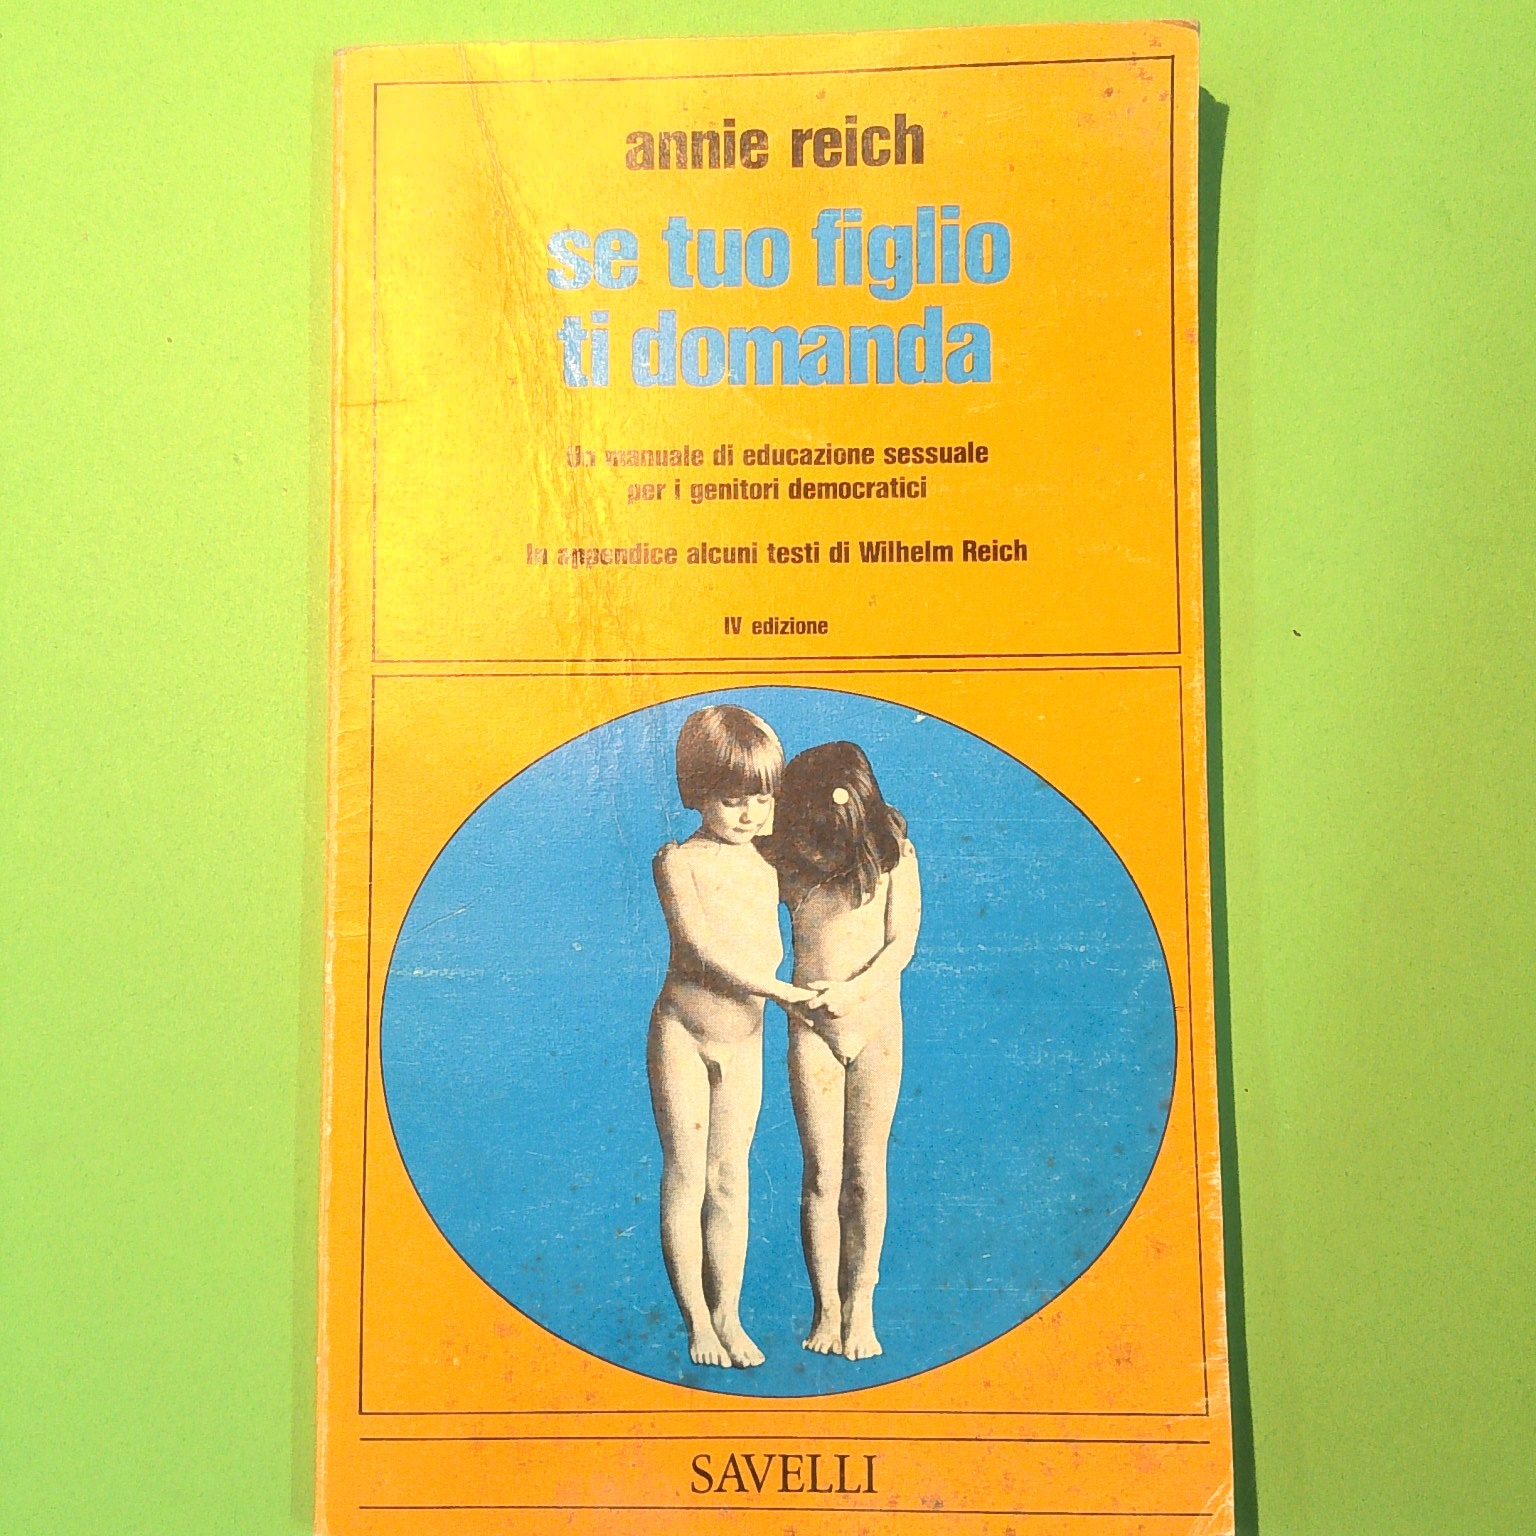 annie reich
se tuo figlio
ti domanda
Un manuale di educazione sessuale
per i genitori democratici
In appendice alcuni testi di Wilhelm Reich
IV edizione
SAVELLI